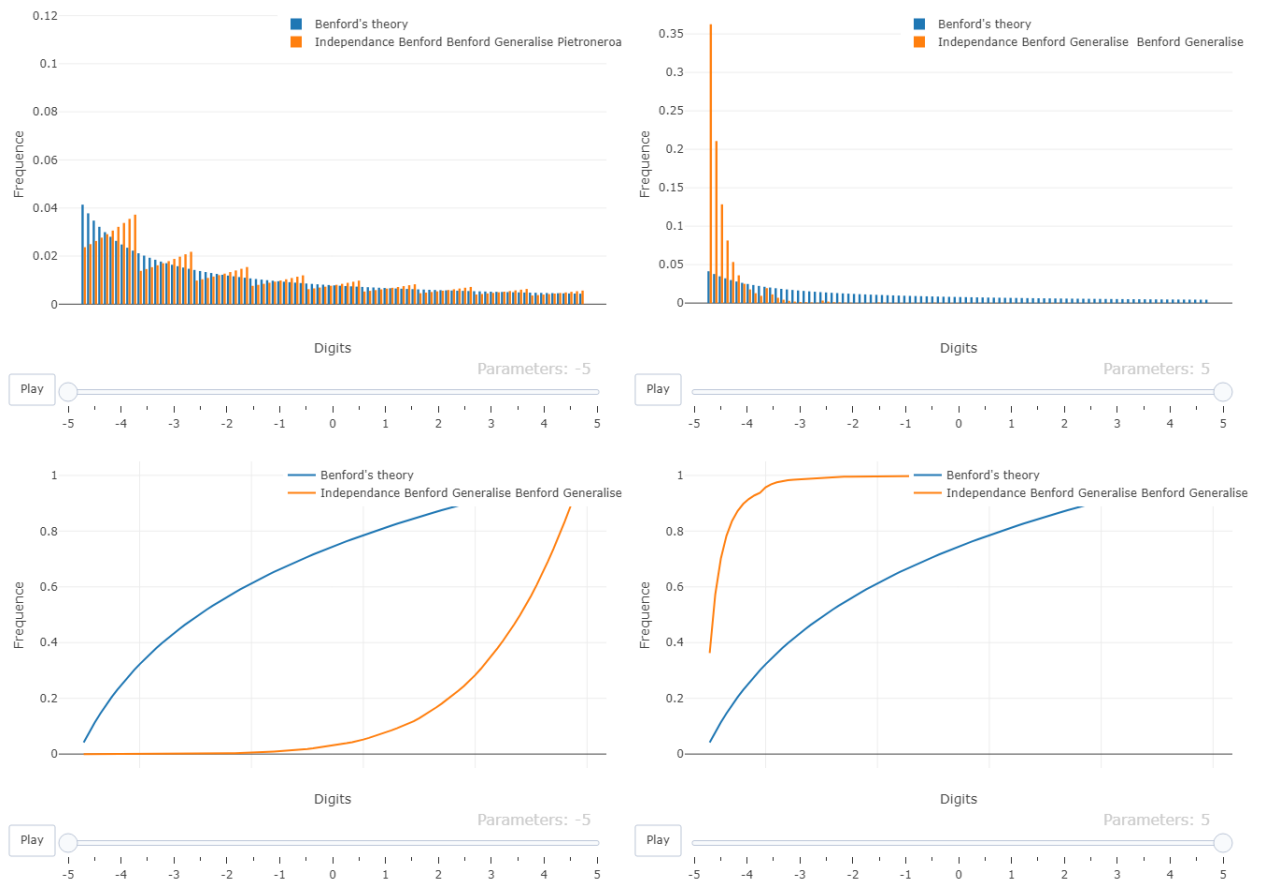 0.12
0.1
0.08
0.06
0.04
0.02
0
Frequence
Benford's theory
Independance Benford Benford Generalise Pietroneroa
Digits
Parameters: -5
Play
-5 -4 -3 -2 -1 0 1 2 3 4 5
0.35
0.3
0.25
0.2
0.15
0.1
0.05
0
Frequence
Benford's theory
Independance Benford Generalise Benford Generalise
Digits
Parameters: 5
Play
-5 -4 -3 -2 -1 0 1 2 3 4 5
1
0.8
0.6
0.4
0.2
0
Frequence
Benford's theory
Independance Benford Generalise Benford Generalise
Digits
Parameters: -5
Play
-5 -4 -3 -2 -1 0 1 2 3 4 5
1
0.8
0.6
0.4
0.2
0
Frequence
Benford's theory
Independance Benford Generalise Benford Generalise
Digits
Parameters: 5
Play
-5 -4 -3 -2 -1 0 1 2 3 4 5